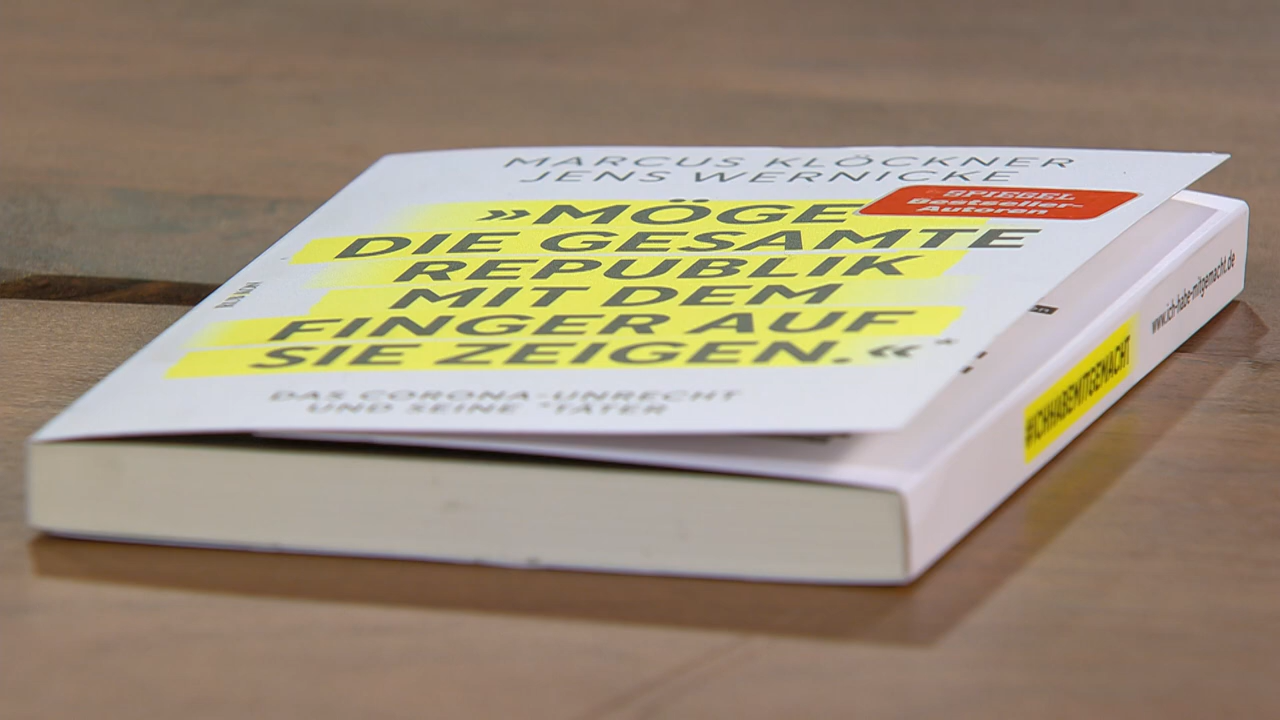 MARCUS KLÖCKNER
JENS WERNICKE
SPIEGEL
Bestseller-
Autoren
»MÖGE
DIE GESAMTE
REPUBLIK
MIT DEM
FINGER AUF
SIE ZEIGEN.«*
DAS CORONA-UNRECHT
UND SEINE *TÄTER
#ICHHABEMITGEMACHT
www.ich-habe-mitgemacht.de